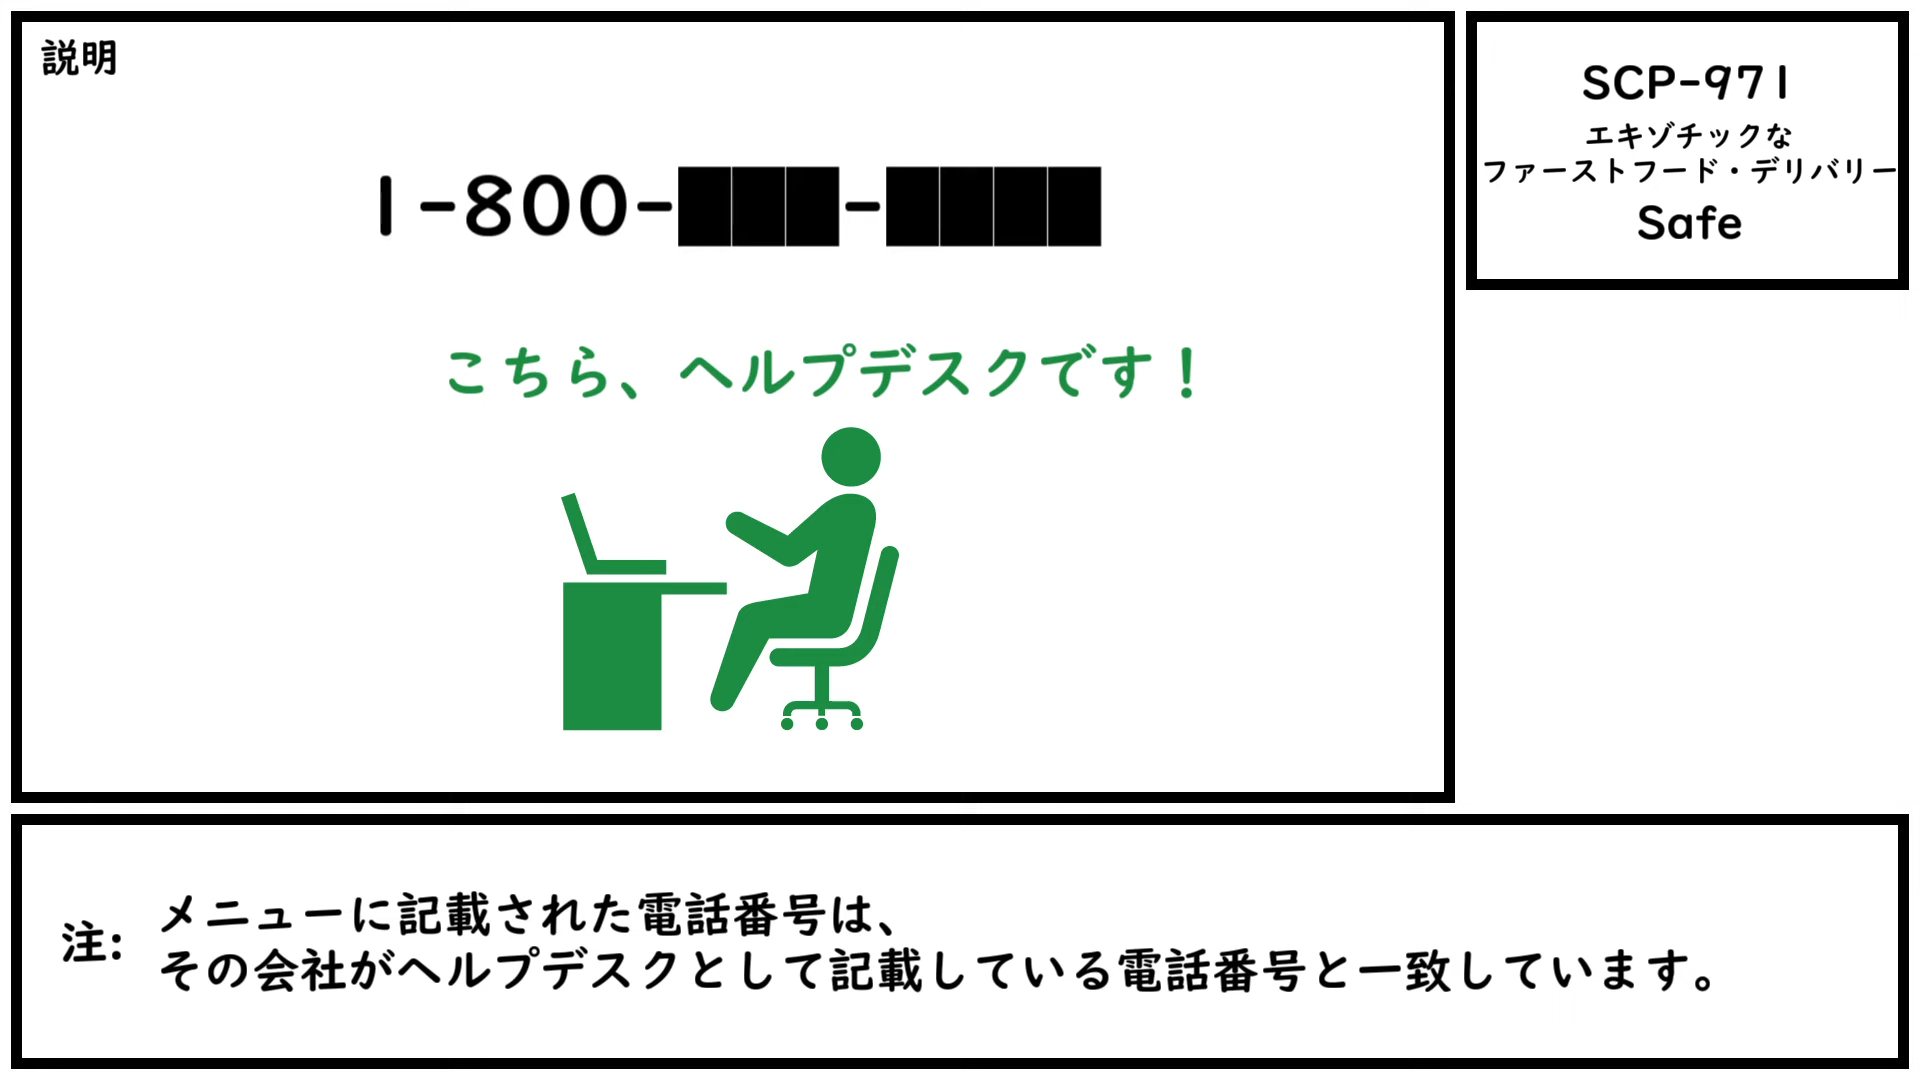 説明
1-800-███-████
こちら、ヘルプデスクです！
SCP-971
エキゾチックな
ファーストフード・デリバリー
Safe
注: メニューに記載された電話番号は、
その会社がヘルプデスクとして記載している電話番号と一致しています。